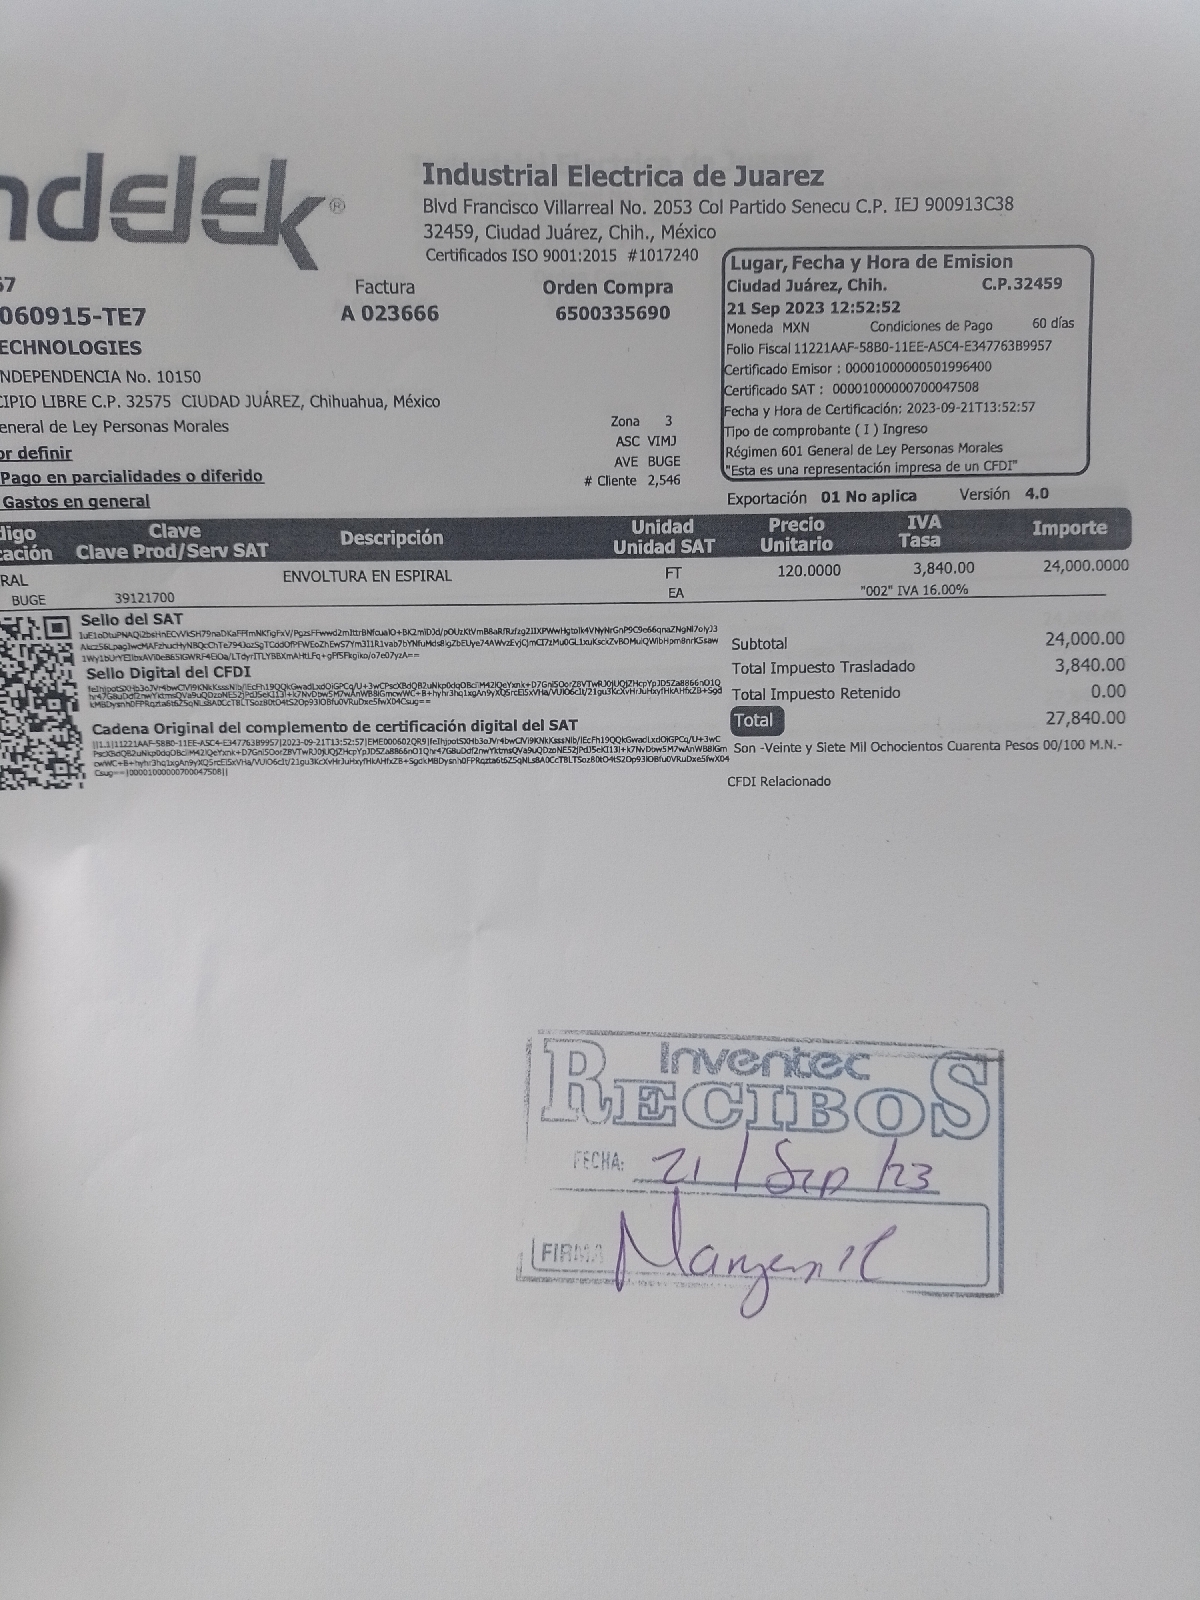 ndelek®
Industrial Electrica de Juarez
Blvd Francisco Villarreal No. 2053 Col Partido Senecu C.P. IEJ 900913C38
32459, Ciudad Juárez, Chih., México
Certificados ISO 9001:2015 #1017240
Lugar, Fecha y Hora de Emision
Ciudad Juárez, Chih. C.P.32459
21 Sep 2023 12:52:52
Moneda MXN Condiciones de Pago 60 días
Folio Fiscal 11221AAF-58B0-11EE-A5C4-E347763B9957
Certificado Emisor : 00001000000501996400
Certificado SAT : 00001000000700047508
Fecha y Hora de Certificación: 2023-09-21T13:52:57
Tipo de comprobante ( I ) Ingreso
Régimen 601 General de Ley Personas Morales
"Esta es una representación impresa de un CFDI"
Exportación 01 No aplica Versión 4.0
57
Factura Orden Compra
060915-TE7 A 023666 6500335690
ECHNOLOGIES
NDEPENDENCIA No. 10150
CIPIO LIBRE C.P. 32575 CIUDAD JUÁREZ, Chihuahua, México
eneral de Ley Personas Morales
or definir
Pago en parcialidades o diferido
Gastos en general
Zona 3
ASC VIMJ
AVE BUGE
# Cliente 2,546
digo Clave Descripción Unidad Precio IVA Importe
cación Clave Prod/Serv SAT Unidad SAT Unitario Tasa
RAL ENVOLTURA EN ESPIRAL FT 120.0000 3,840.00 24,000.0000
BUGE 39121700 EA "002" IVA 16.00%
Sello del SAT
Sello Digital del CFDI
Cadena Original del complemento de certificación digital del SAT
Subtotal 24,000.00
Total Impuesto Trasladado 3,840.00
Total Impuesto Retenido 0.00
Total 27,840.00
Son -Veinte y Siete Mil Ochocientos Cuarenta Pesos 00/100 M.N.-
CFDI Relacionado
Inventec
RECIBOS
FECHA: 21/Sep/23
FIRMA